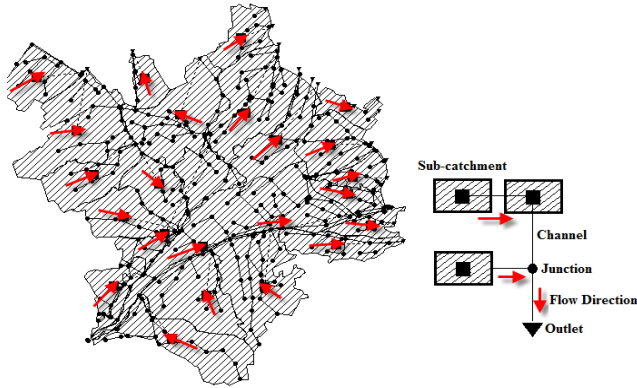 Sub-catchment
Channel
Junction
Flow Direction
Outlet